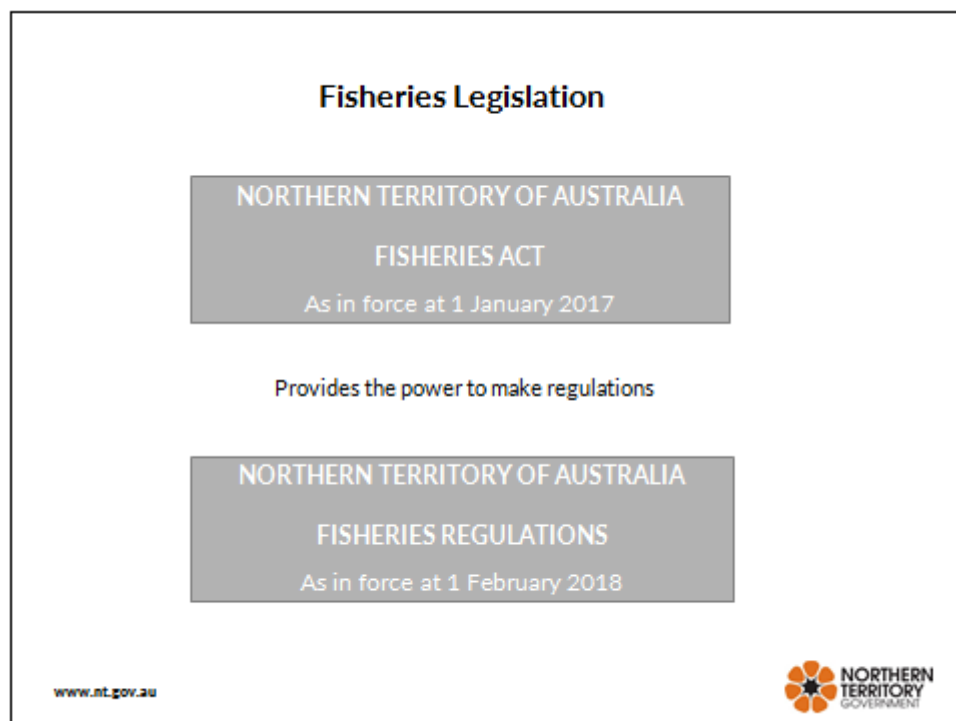 Fisheries Legislation
NORTHERN TERRITORY OF AUSTRALIA
FISHERIES ACT
As in force at 1 January 2017
Provides the power to make regulations
NORTHERN TERRITORY OF AUSTRALIA
FISHERIES REGULATIONS
As in force at 1 February 2018
www.nt.gov.au
NORTHERN
TERRITORY
GOVERNMENT